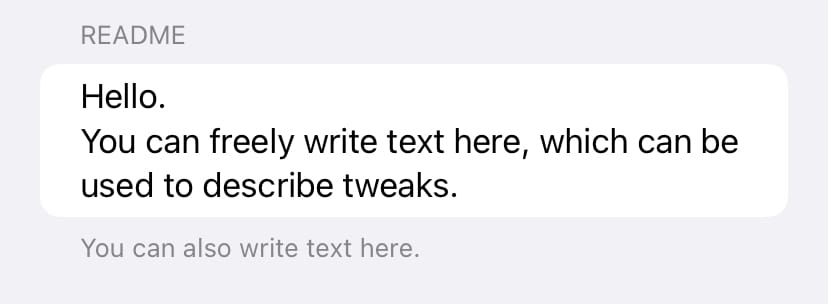 README
Hello.
You can freely write text here, which can be
used to describe tweaks.
You can also write text here.